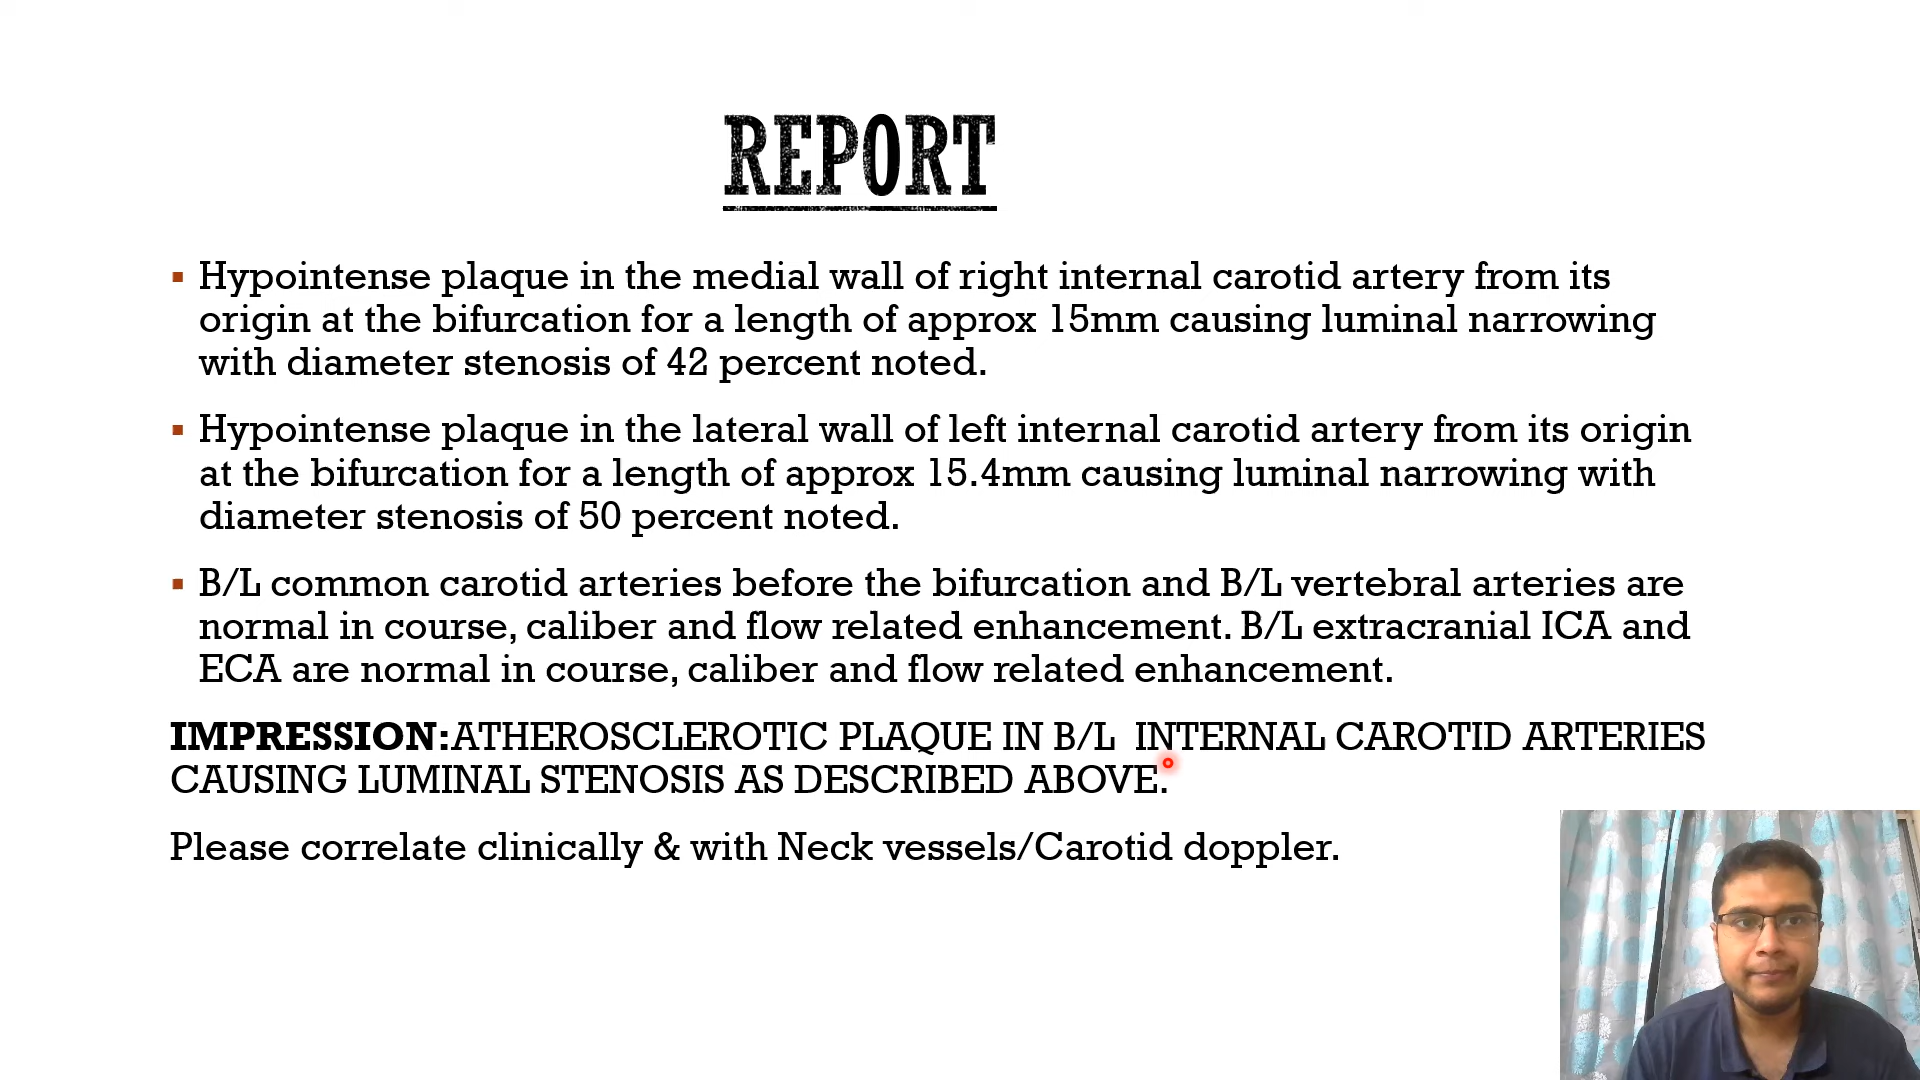 REPORT
▪ Hypointense plaque in the medial wall of right internal carotid artery from its
origin at the bifurcation for a length of approx 15mm causing luminal narrowing
with diameter stenosis of 42 percent noted.
▪ Hypointense plaque in the lateral wall of left internal carotid artery from its origin
at the bifurcation for a length of approx 15.4mm causing luminal narrowing with
diameter stenosis of 50 percent noted.
▪ B/L common carotid arteries before the bifurcation and B/L vertebral arteries are
normal in course, caliber and flow related enhancement. B/L extracranial ICA and
ECA are normal in course, caliber and flow related enhancement.
IMPRESSION:ATHEROSCLEROTIC PLAQUE IN B/L  INTERNAL CAROTID ARTERIES
CAUSING LUMINAL STENOSIS AS DESCRIBED ABOVE.
Please correlate clinically & with Neck vessels/Carotid doppler.